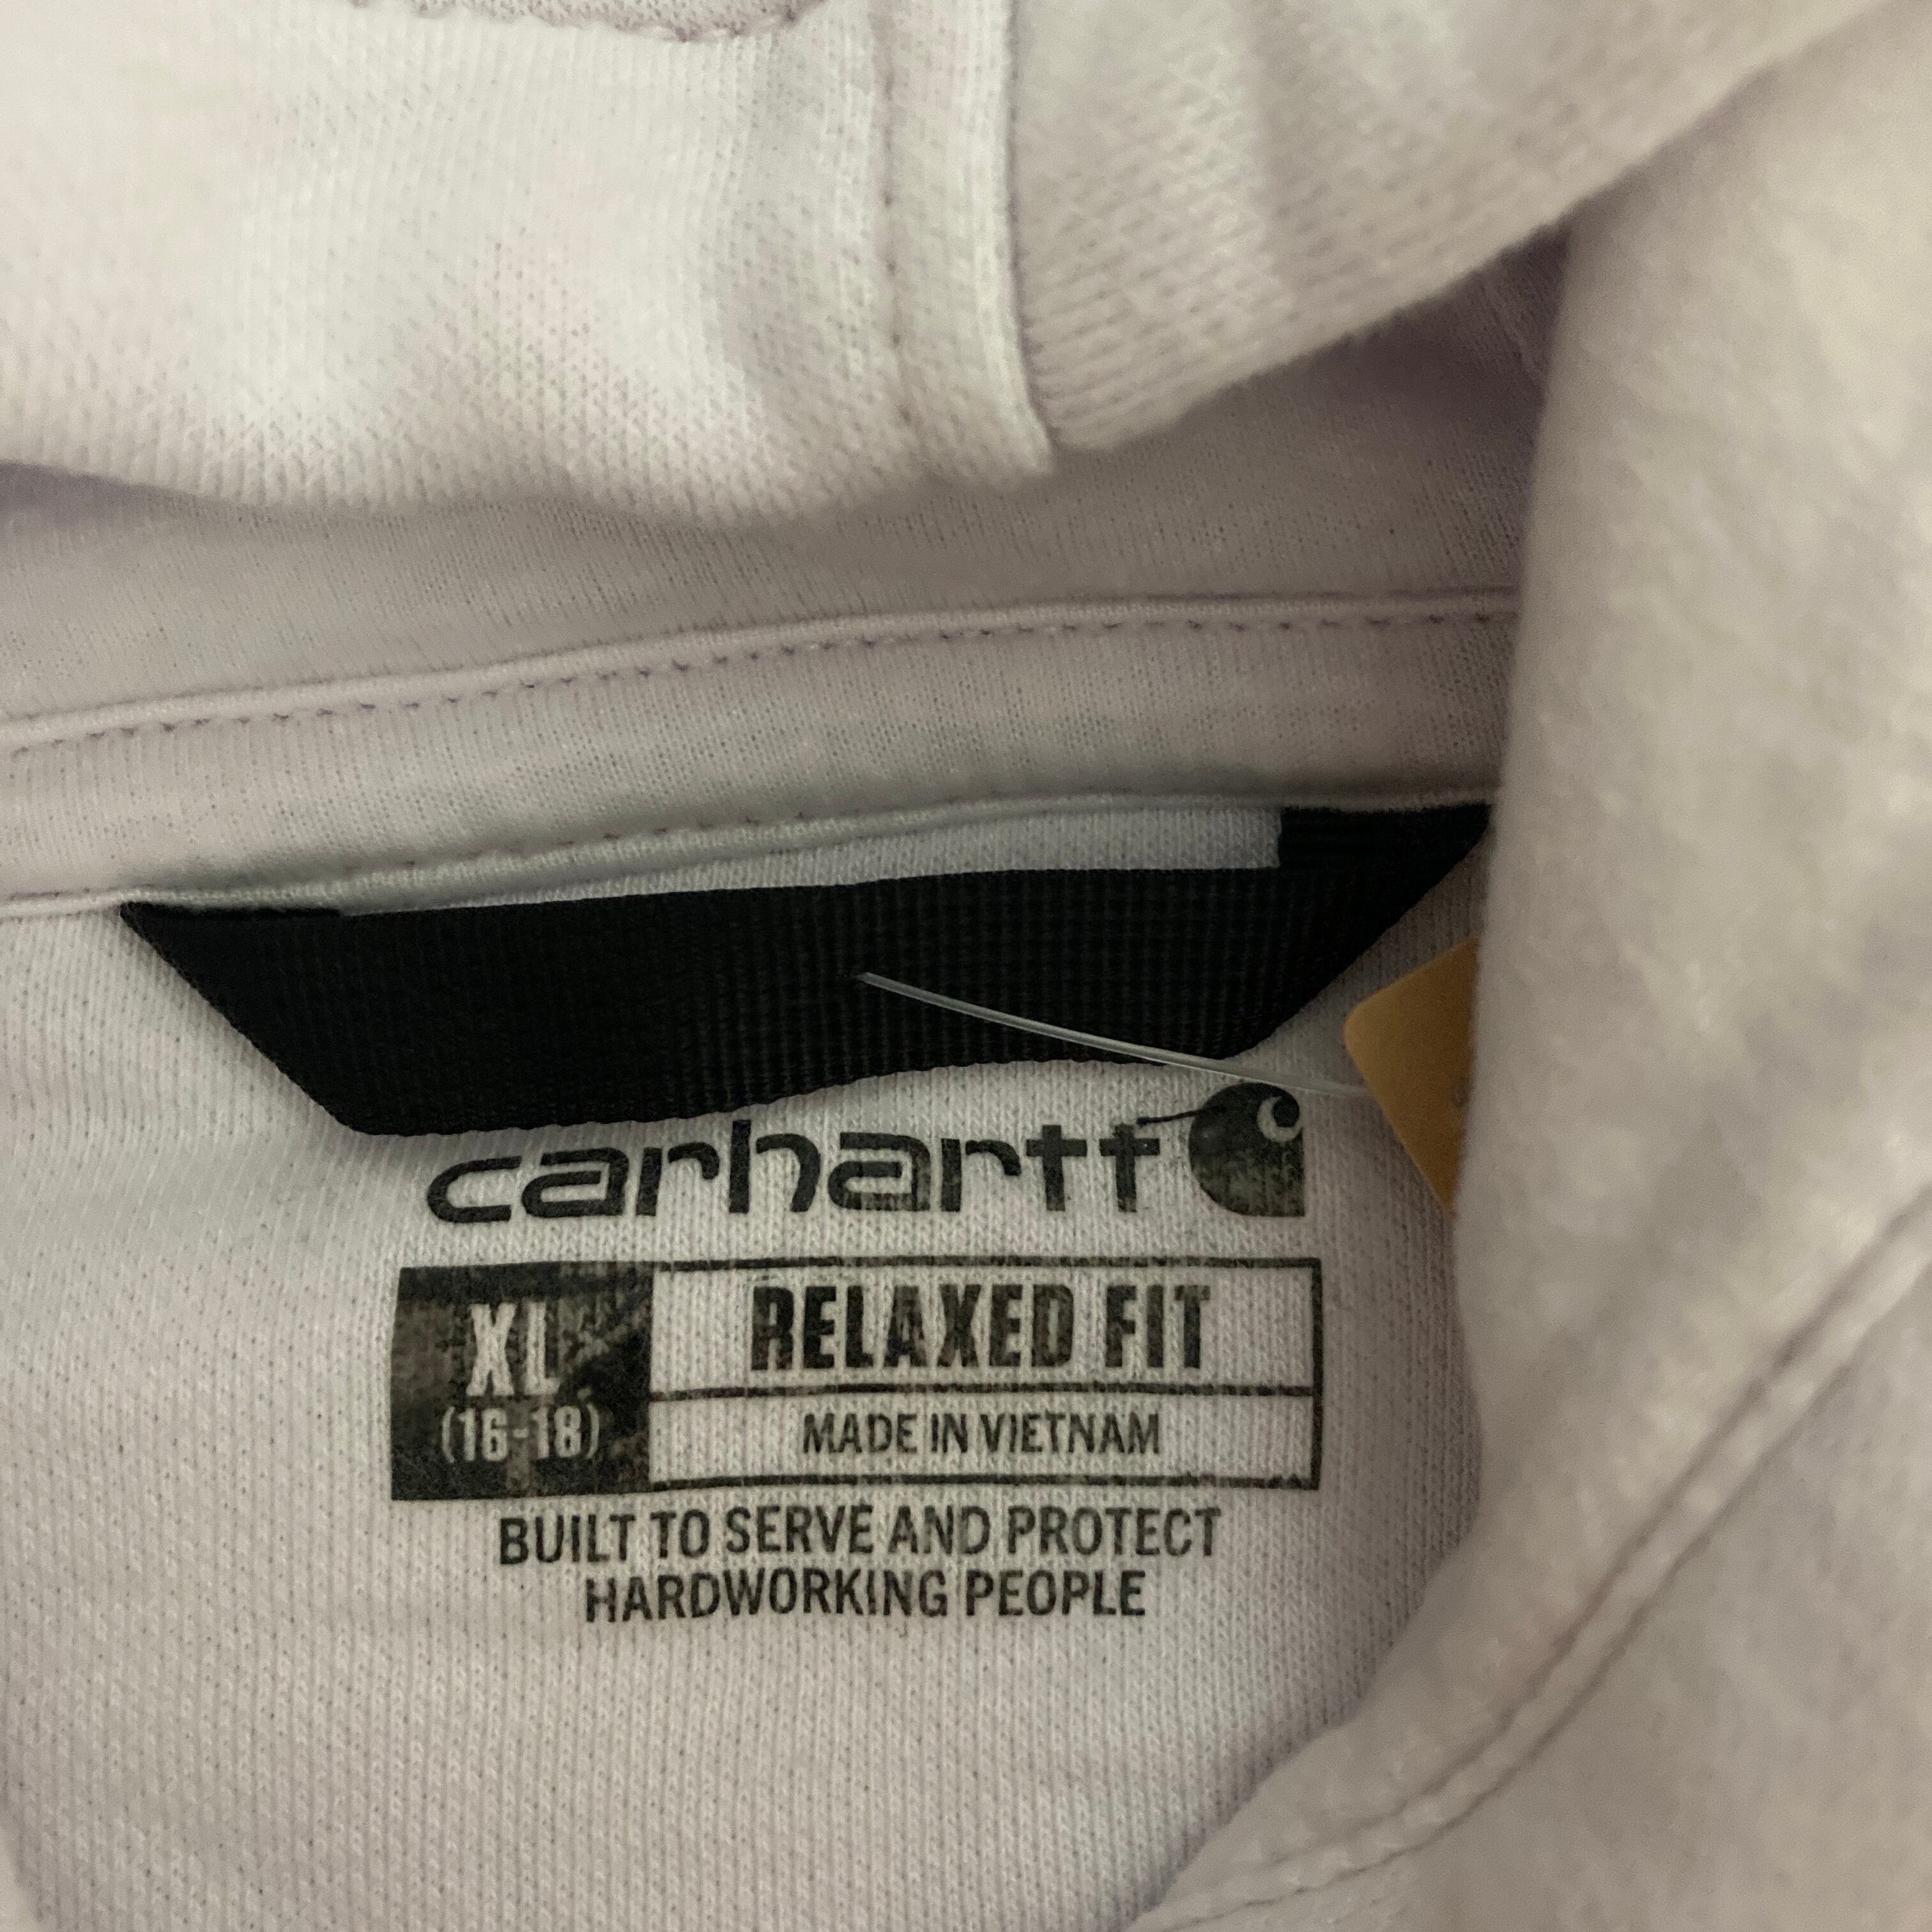 carhartt
XL
(16-18)
RELAXED FIT
MADE IN VIETNAM
BUILT TO SERVE AND PROTECT
HARDWORKING PEOPLE